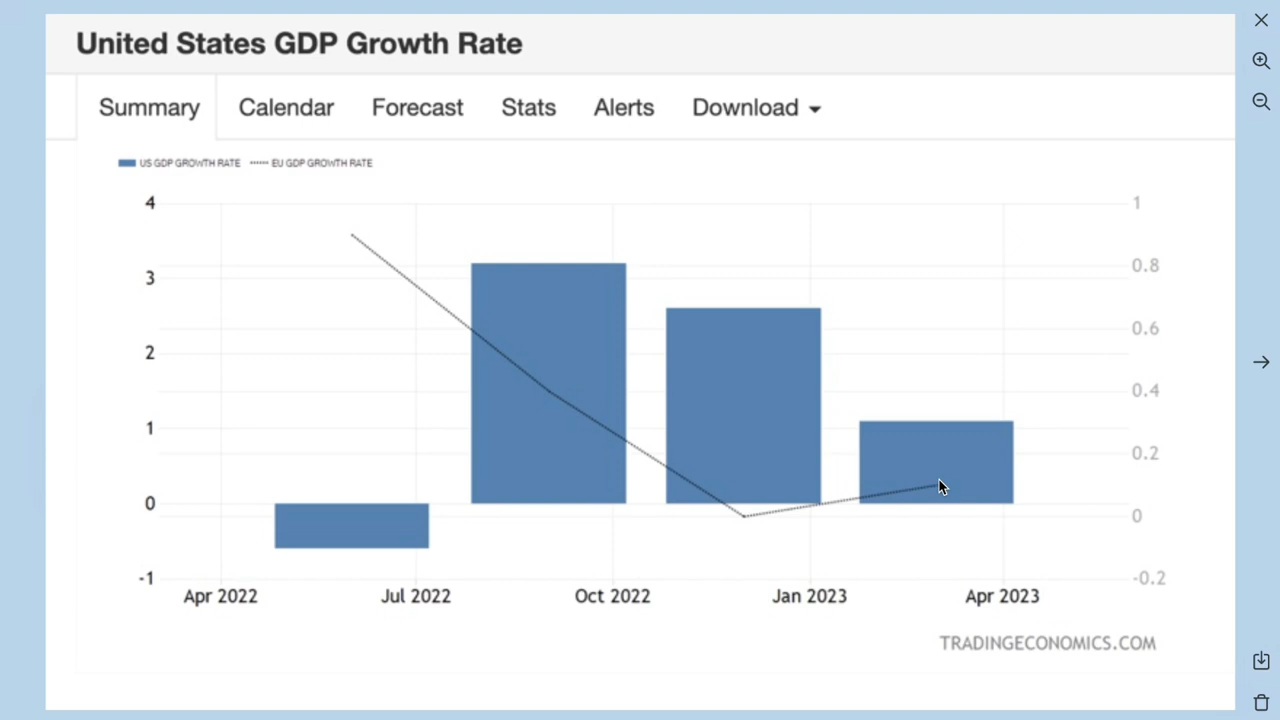 United States GDP Growth Rate
Summary Calendar Forecast Stats Alerts Download
US GDP GROWTH RATE EU GDP GROWTH RATE
4 1
0.8
3
0.6
2
0.4
1
0.2
0
0
-1 -0.2
Apr 2022 Jul 2022 Oct 2022 Jan 2023 Apr 2023
TRADINGECONOMICS.COM